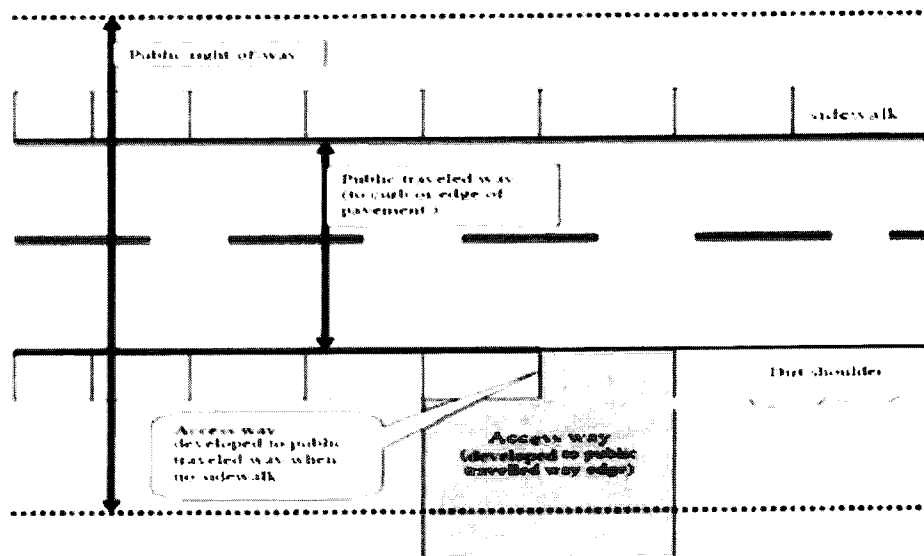 Public right-of-way
sidewalk
Public traveled way
(to curb or edge of
pavement)
Dirt shoulder
Access way
developed to public
traveled way when
no sidewalk
Access way
(developed to public
travelled way edge)